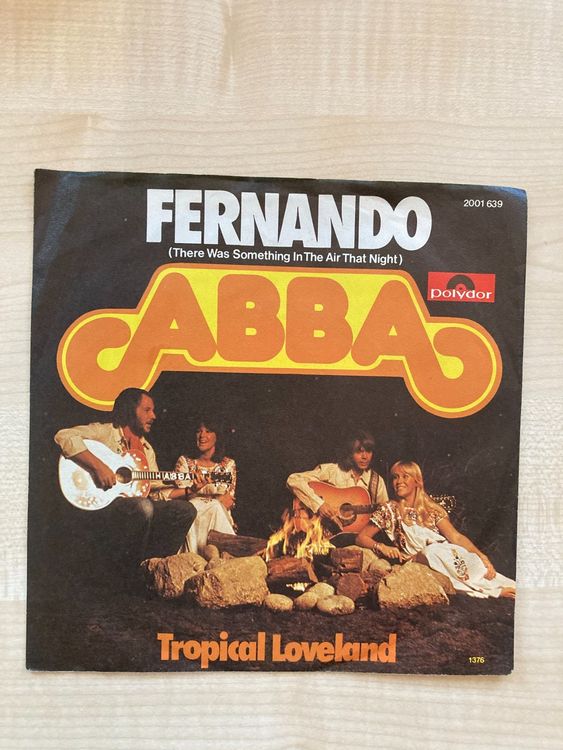 FERNANDO
2001 639
(There Was Something In The Air That Night)
ABBA
polydor
ABBA
Tropical Loveland
1376